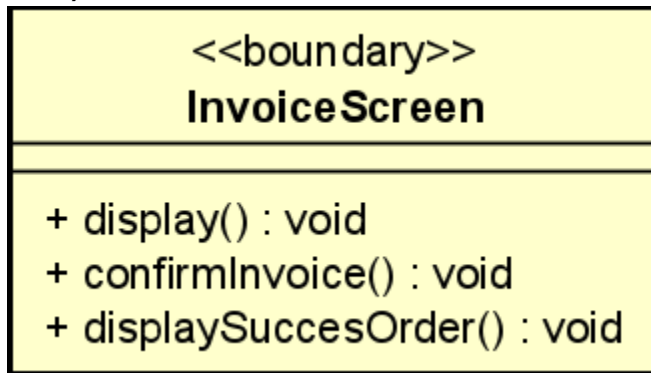 <<boundary>>
InvoiceScreen
+ display() : void
+ confirmInvoice() : void
+ displaySuccesOrder() : void